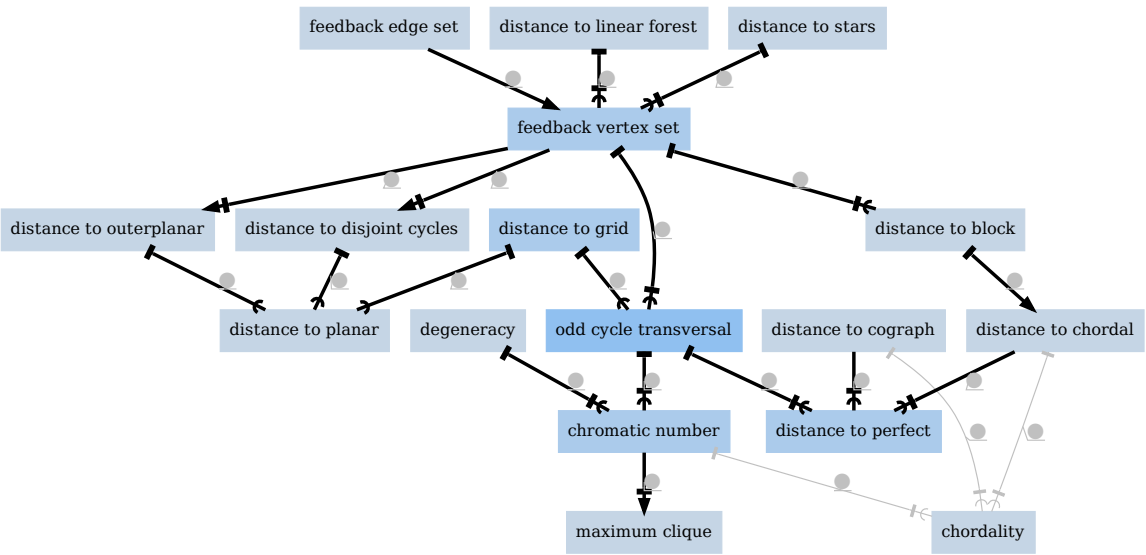 feedback edge set
distance to linear forest
distance to stars
feedback vertex set
distance to outerplanar
distance to disjoint cycles
distance to grid
distance to block
distance to planar
degeneracy
odd cycle transversal
distance to cograph
distance to chordal
chromatic number
distance to perfect
maximum clique
chordality